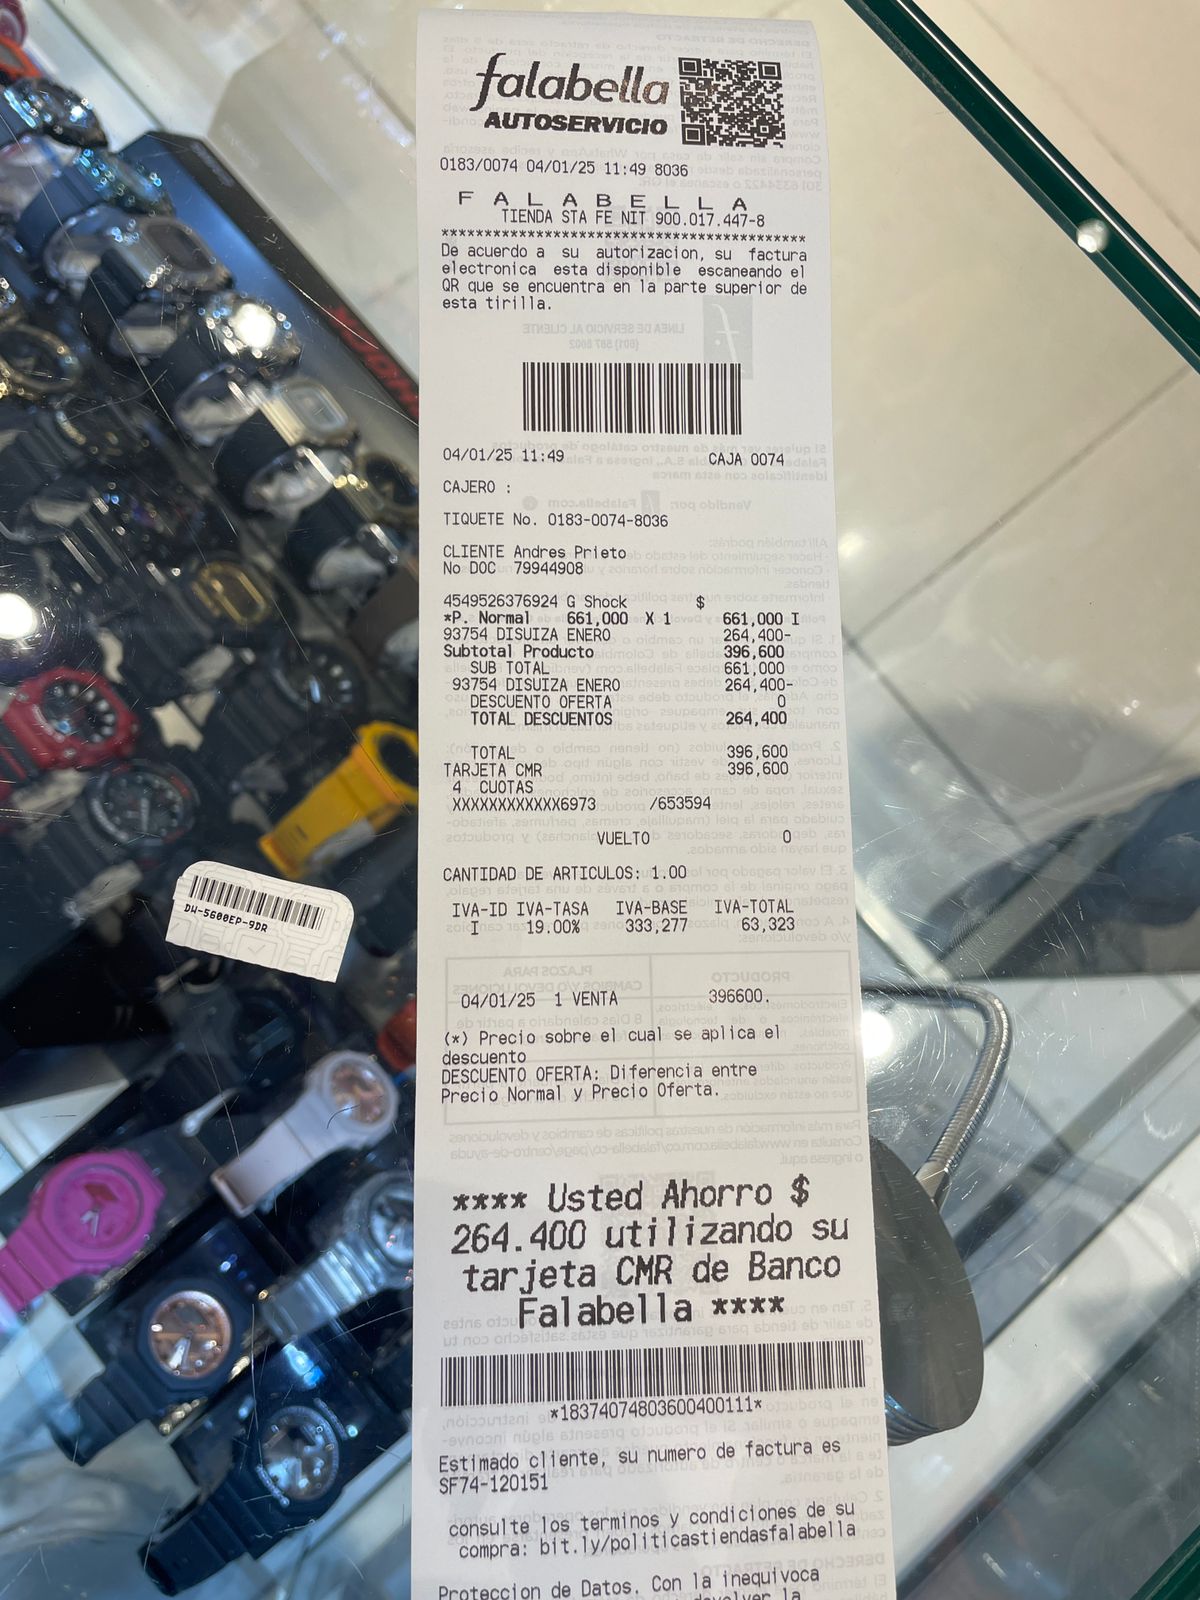 falabella
AUTOSERVICIO
0183/0074 04/01/25 11:49 8036
F A L A B E L L A
TIENDA STA FE NIT 900.017.447-8
******************************************
De acuerdo a su autorizacion, su factura
electronica esta disponible escaneando el
QR que se encuentra en la parte superior de
esta tirilla.
04/01/25 11:49 CAJA 0074
CAJERO :
TIQUETE No. 0183-0074-8036
CLIENTE Andres Prieto
No DOC 79944908
4549526376924 G Shock $
*P. Normal 661,000 X 1 661,000 I
93754 DISUIZA ENERO 264,400-
Subtotal Producto 396,600
SUB TOTAL 661,000
93754 DISUIZA ENERO 264,400-
DESCUENTO OFERTA 0
TOTAL DESCUENTOS 264,400
TOTAL 396,600
TARJETA CMR 396,600
4 CUOTAS
XXXXXXXXXXXX6973 /653594
VUELTO 0
CANTIDAD DE ARTICULOS: 1.00
IVA-ID IVA-TASA IVA-BASE IVA-TOTAL
I 19.00% 333,277 63,323
04/01/25 1 VENTA 396600.
(*) Precio sobre el cual se aplica el
descuento
DESCUENTO OFERTA: Diferencia entre
Precio Normal y Precio Oferta.
**** Usted Ahorro $
264.400 utilizando su
tarjeta CMR de Banco
Falabella ****
*18374074803600400111*
Estimado cliente, su numero de factura es
SF74-120151
consulte los terminos y condiciones de su
compra: bit.ly/politicastiendasfalabella
Proteccion de Datos. Con la inequivoca
DW-5600EP-9DR